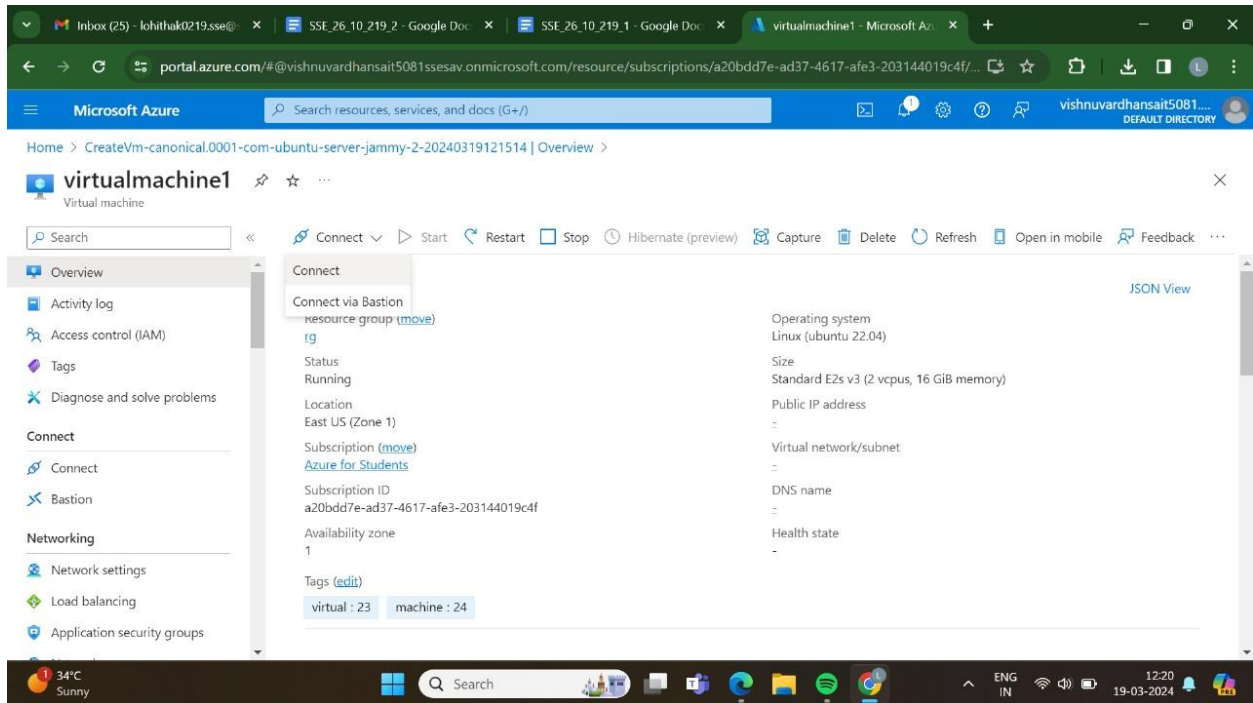 Inbox (25) - lohithak0219.sse@
SSE_26_10_219_2 - Google Doc
SSE_26_10_219_1 - Google Doc
virtualmachine1 - Microsoft Az
portal.azure.com/#@vishnuvardhansait5081ssesav.onmicrosoft.com/resource/subscriptions/a20bdd7e-ad37-4617-afe3-203144019c4f/...
L
Microsoft Azure
Search resources, services, and docs (G+/)
1
vishnuvardhansait5081....
DEFAULT DIRECTORY
Home > CreateVm-canonical.0001-com-ubuntu-server-jammy-2-20240319121514 | Overview >
virtualmachine1
Virtual machine
Search
Connect
Start
Restart
Stop
Hibernate (preview)
Capture
Delete
Refresh
Open in mobile
Feedback
Overview
Activity log
Access control (IAM)
Tags
Diagnose and solve problems
Connect
Connect
Bastion
Networking
Network settings
Load balancing
Application security groups
Connect
Connect via Bastion
JSON View
Resource group (move)
rg
Status
Running
Location
East US (Zone 1)
Subscription (move)
Azure for Students
Subscription ID
a20bdd7e-ad37-4617-afe3-203144019c4f
Availability zone
1
Operating system
Linux (ubuntu 22.04)
Size
Standard E2s v3 (2 vcpus, 16 GiB memory)
Public IP address
-
Virtual network/subnet
-
DNS name
-
Health state
-
Tags (edit)
virtual : 23
machine : 24
1
34°C
Sunny
Search
ENG
IN
12:20
19-03-2024
PRE